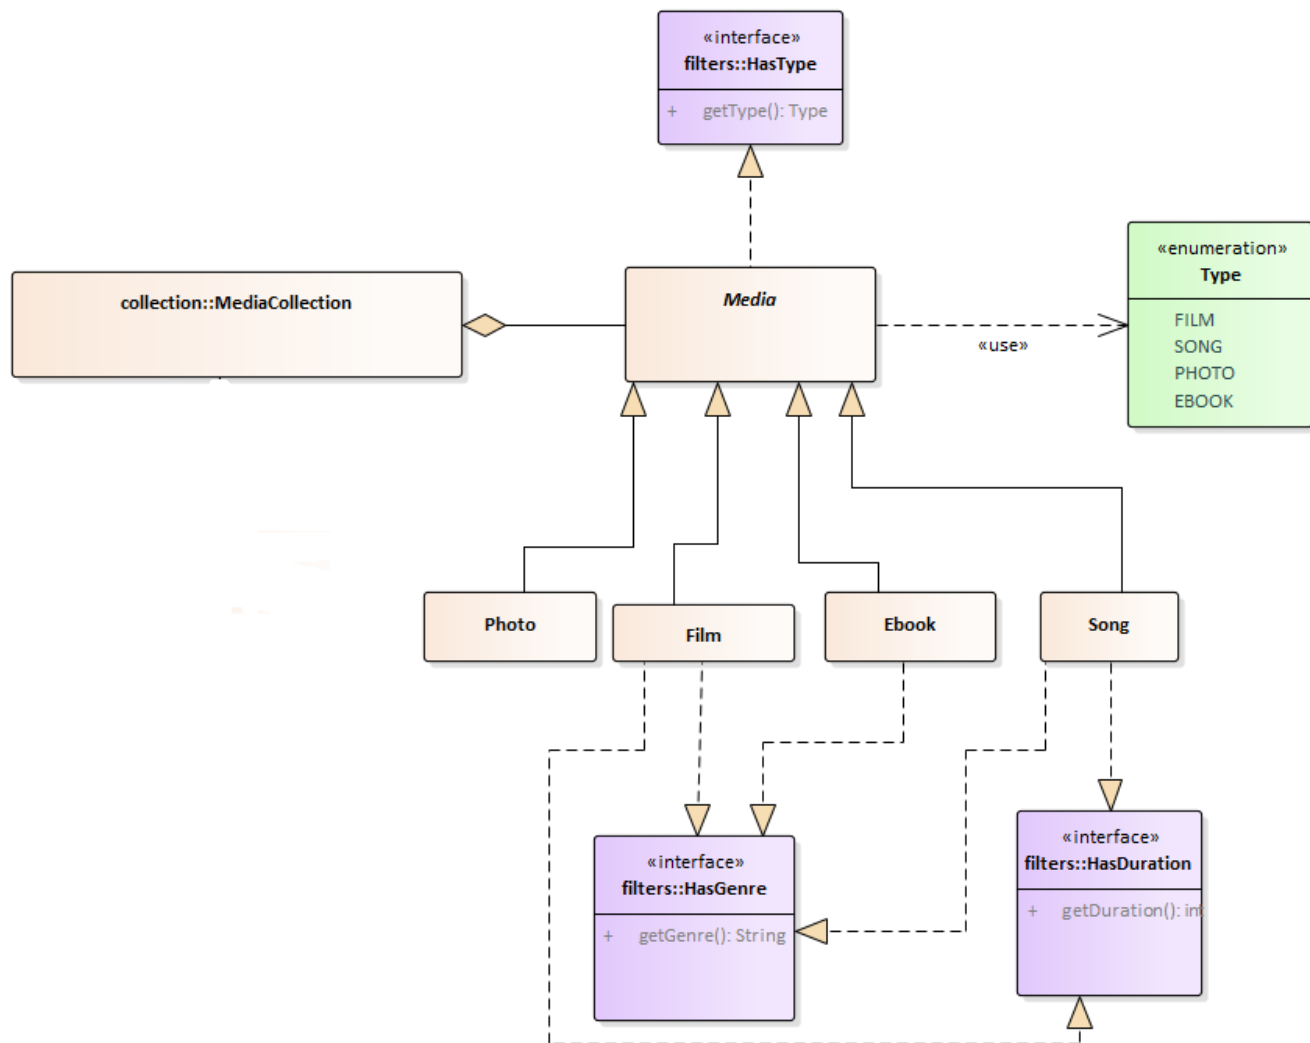 «interface»
filters::HasType
+ getType(): Type
«enumeration»
Type
FILM
SONG
PHOTO
EBOOK
collection::MediaCollection
Media
«use»
Photo
Film
Ebook
Song
«interface»
filters::HasGenre
+ getGenre(): String
«interface»
filters::HasDuration
+ getDuration(): int